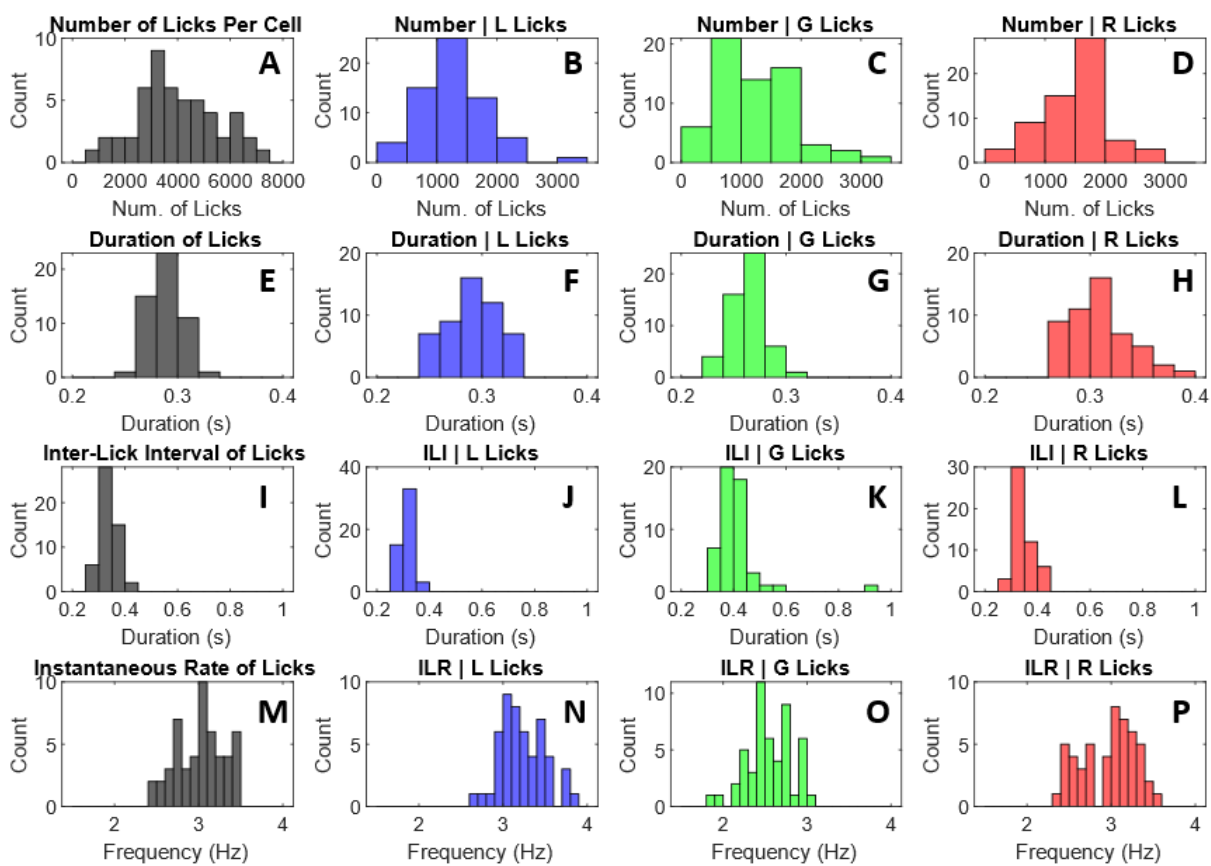 Number of Licks Per Cell
Number | L Licks
Number | G Licks
Number | R Licks
A
B
C
D
Count
10
5
0
0 2000 4000 6000 8000
Num. of Licks
Count
20
10
0
0 1000 2000 3000
Num. of Licks
Count
20
10
0
0 1000 2000 3000
Num. of Licks
Count
20
10
0
0 1000 2000 3000
Num. of Licks
Duration of Licks
Duration | L Licks
Duration | G Licks
Duration | R Licks
E
F
G
H
Count
20
10
0
0.2 0.3 0.4
Duration (s)
Count
20
10
0
0.2 0.3 0.4
Duration (s)
Count
20
10
0
0.2 0.3 0.4
Duration (s)
Count
20
10
0
0.2 0.3 0.4
Duration (s)
Inter-Lick Interval of Licks
ILI | L Licks
ILI | G Licks
ILI | R Licks
I
J
K
L
Count
20
10
0
0.2 0.4 0.6 0.8 1
Duration (s)
Count
40
20
0
0.2 0.4 0.6 0.8 1
Duration (s)
Count
20
10
0
0.2 0.4 0.6 0.8 1
Duration (s)
Count
30
20
10
0
0.2 0.4 0.6 0.8 1
Duration (s)
Instantaneous Rate of Licks
ILR | L Licks
ILR | G Licks
ILR | R Licks
M
N
O
P
Count
10
5
0
2 3 4
Frequency (Hz)
Count
10
5
0
2 3 4
Frequency (Hz)
Count
10
5
0
2 3 4
Frequency (Hz)
Count
10
5
0
2 3 4
Frequency (Hz)